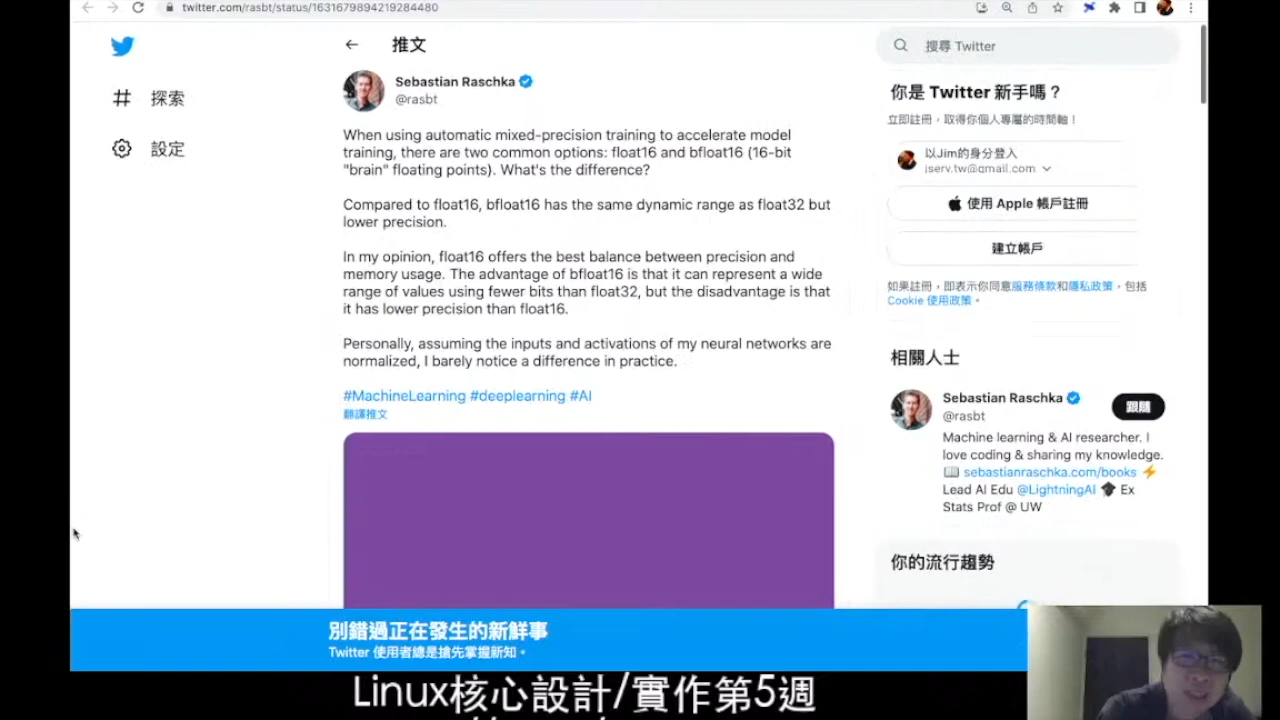 twitter.com/rasbt/status/1631679894219284480
探索
設定
推文
Sebastian Raschka
@rasbt
When using automatic mixed-precision training to accelerate model
training, there are two common options: float16 and bfloat16 (16-bit
"brain" floating points). What's the difference?
Compared to float16, bfloat16 has the same dynamic range as float32 but
lower precision.
In my opinion, float16 offers the best balance between precision and
memory usage. The advantage of bfloat16 is that it can represent a wide
range of values using fewer bits than float32, but the disadvantage is that
it has lower precision than float16.
Personally, assuming the inputs and activations of my neural networks are
normalized, I barely notice a difference in practice.
#MachineLearning #deeplearning #AI
翻譯推文
搜尋 Twitter
你是 Twitter 新手嗎？
立即註冊，取得你個人專屬的時間軸！
以Jim的身分登入
jserv.tw@gmail.com
使用 Apple 帳戶註冊
建立帳戶
如果註冊，即表示你同意服務條款和隱私政策，包括
Cookie 使用政策。
相關人士
Sebastian Raschka
@rasbt
跟隨
Machine learning & AI researcher. I
love coding & sharing my knowledge.
sebastianraschka.com/books
Lead AI Edu @LightningAI Ex
Stats Prof @ UW
你的流行趨勢
別錯過正在發生的新鮮事
Twitter 使用者總是搶先掌握新知。
Linux核心設計/實作第5週